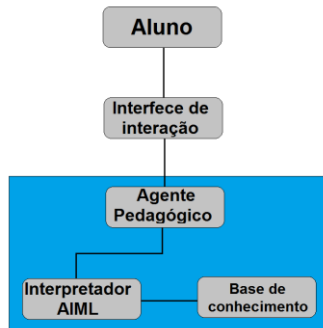 Aluno
Interfece de
interação
Agente
Pedagógico
Interpretador
AIML
Base de
conhecimento